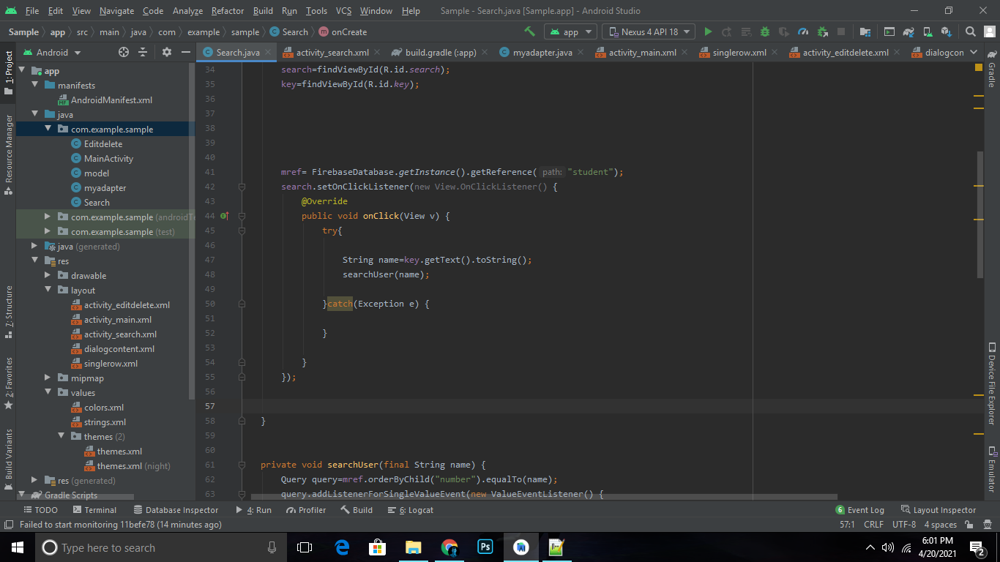 File Edit View Navigate Code Analyze Refactor Build Run Tools VCS Window Help Sample - Search.java [Sample.app] - Android Studio
Sample app src main java com example sample Search onCreate app Nexus 4 API 18
Android
Search.java activity_search.xml build.gradle (:app) myadapter.java activity_main.xml singlerow.xml activity_editdelete.xml dialogcon
1: Project
Resource Manager
7: Structure
2: Favorites
Build Variants
app
manifests
AndroidManifest.xml
java
com.example.sample
Editdelete
MainActivity
model
myadapter
Search
com.example.sample (androidTe
com.example.sample (test)
java (generated)
res
drawable
layout
activity_editdelete.xml
activity_main.xml
activity_search.xml
dialogcontent.xml
singlerow.xml
mipmap
values
colors.xml
strings.xml
themes (2)
themes.xml
themes.xml (night)
res (generated)
Gradle Scripts
34 search=findViewById(R.id.search);
35 key=findViewById(R.id.key);
36
37
38
39
40
41 mref= FirebaseDatabase.getInstance().getReference( path: "student");
42 search.setOnClickListener(new View.OnClickListener() {
43 @Override
44 public void onClick(View v) {
45 try{
46
47 String name=key.getText().toString();
48 searchUser(name);
49
50 }catch(Exception e) {
51
52 }
53
54 }
55 });
56
57
58 }
59
60
61 private void searchUser(final String name) {
62 Query query=mref.orderByChild("number").equalTo(name);
63 query.addListenerForSingleValueEvent(new ValueEventListener() {
Gradle
Device File Explorer
Emulator
TODO Terminal Database Inspector 4: Run Profiler Build 6: Logcat 6 Event Log Layout Inspector
Failed to start monitoring 11befe78 (14 minutes ago) 57:1 CRLF UTF-8 4 spaces
Type here to search
Ps
6:01 PM
4/20/2021
2